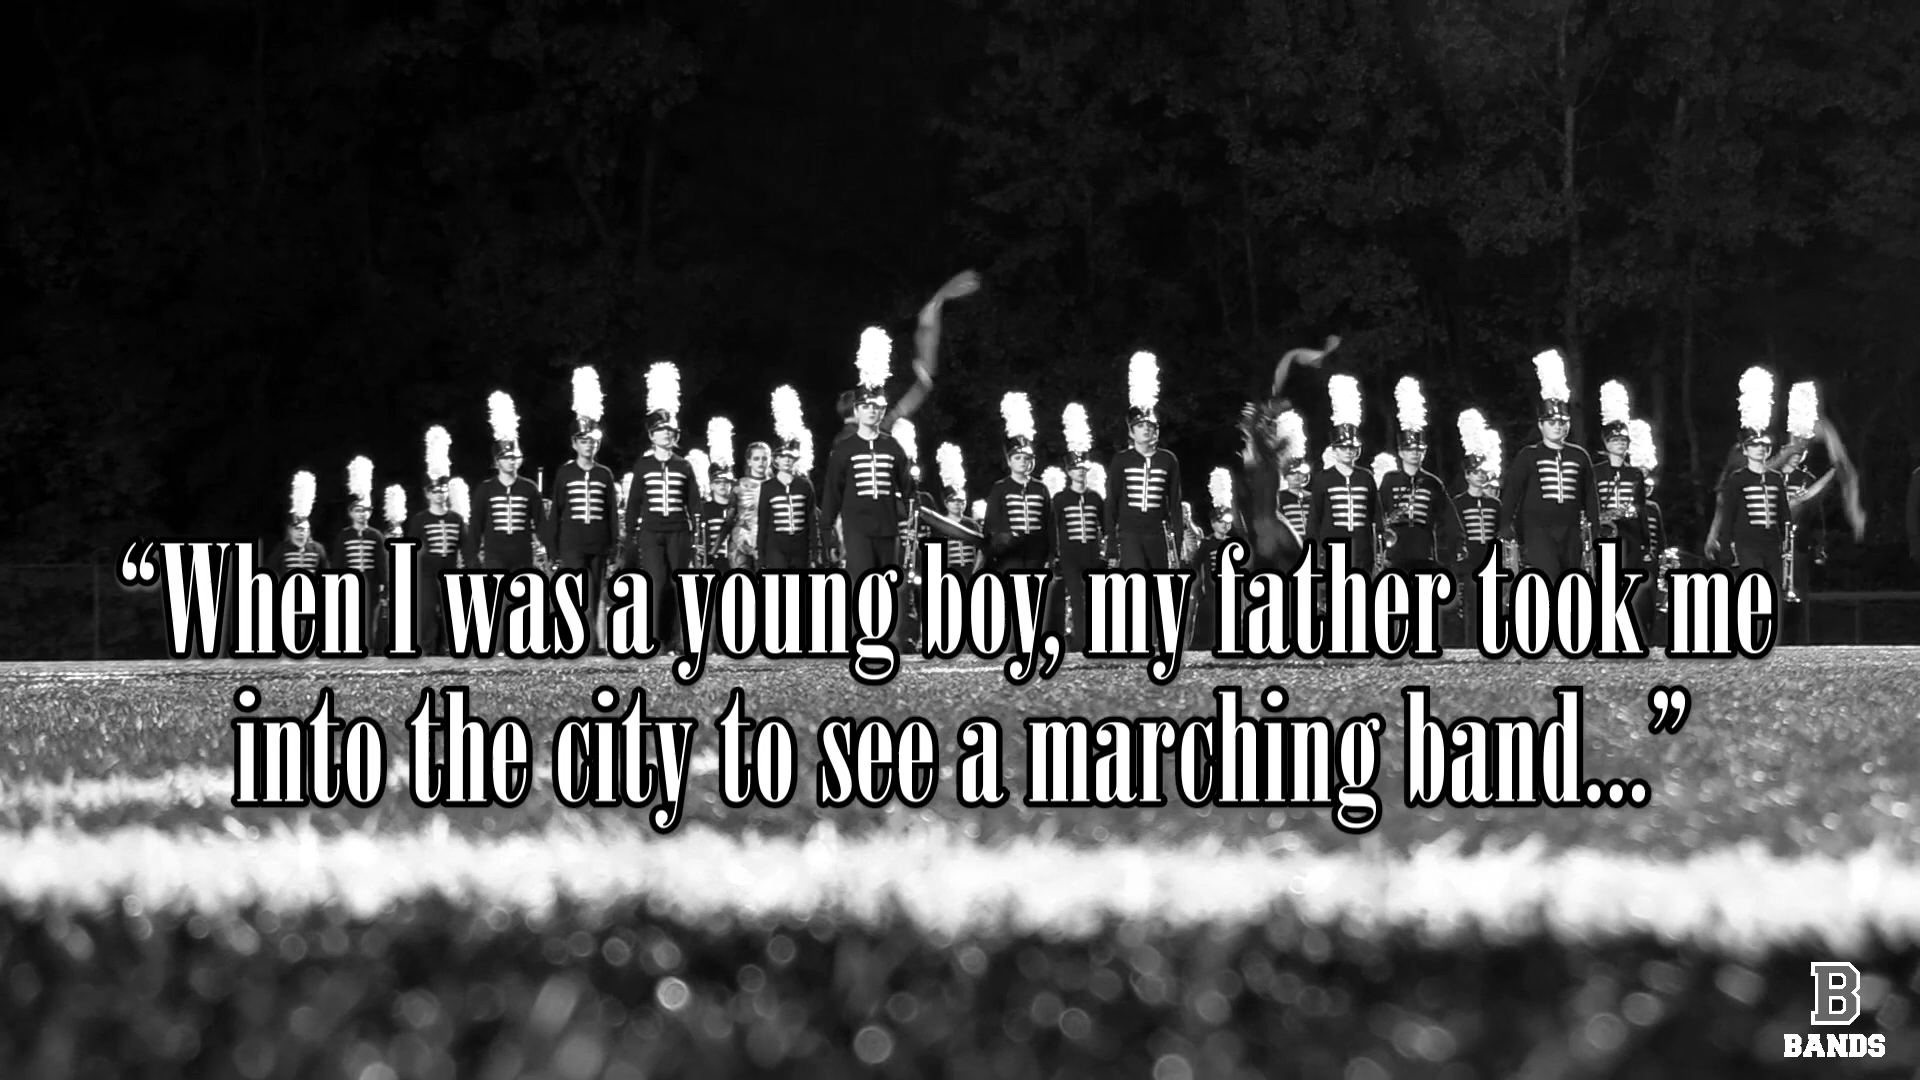 “When I was a young boy, my father took me
into the city to see a marching band...”
B
BANDS